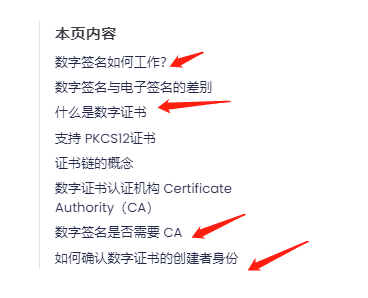 本页内容
数字签名如何工作？
数字签名与电子签名的差别
什么是数字证书
支持 PKCS12证书
证书链的概念
数字证书认证机构 Certificate
Authority（CA）
数字签名是否需要 CA
如何确认数字证书的创建者身份